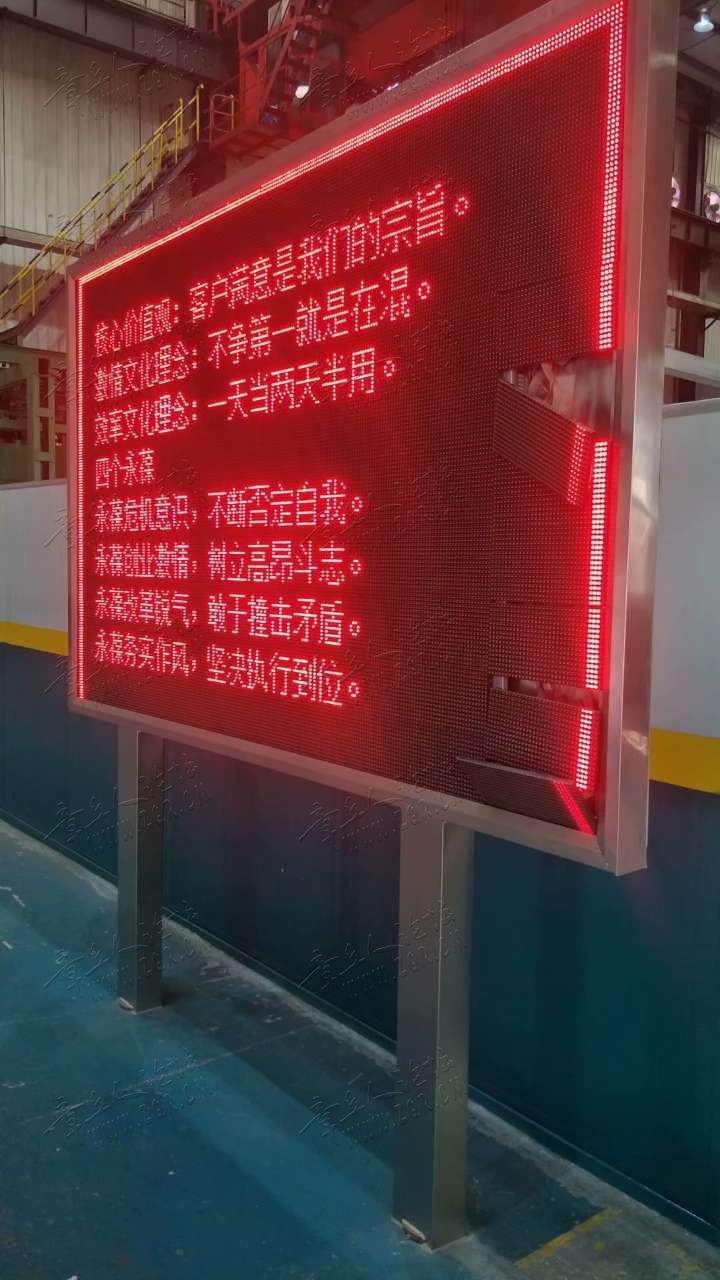 核心价值观：客户满意是我们的宗旨。
激情文化理念：不争第一就是在混。
效率文化理念：一天当两天半用。
四个永葆
永葆危机意识，不断否定自我。
永葆创业激情，树立高昂斗志。
永葆改革锐气，敢于撞击矛盾。
永葆务实作风，坚决执行到位。